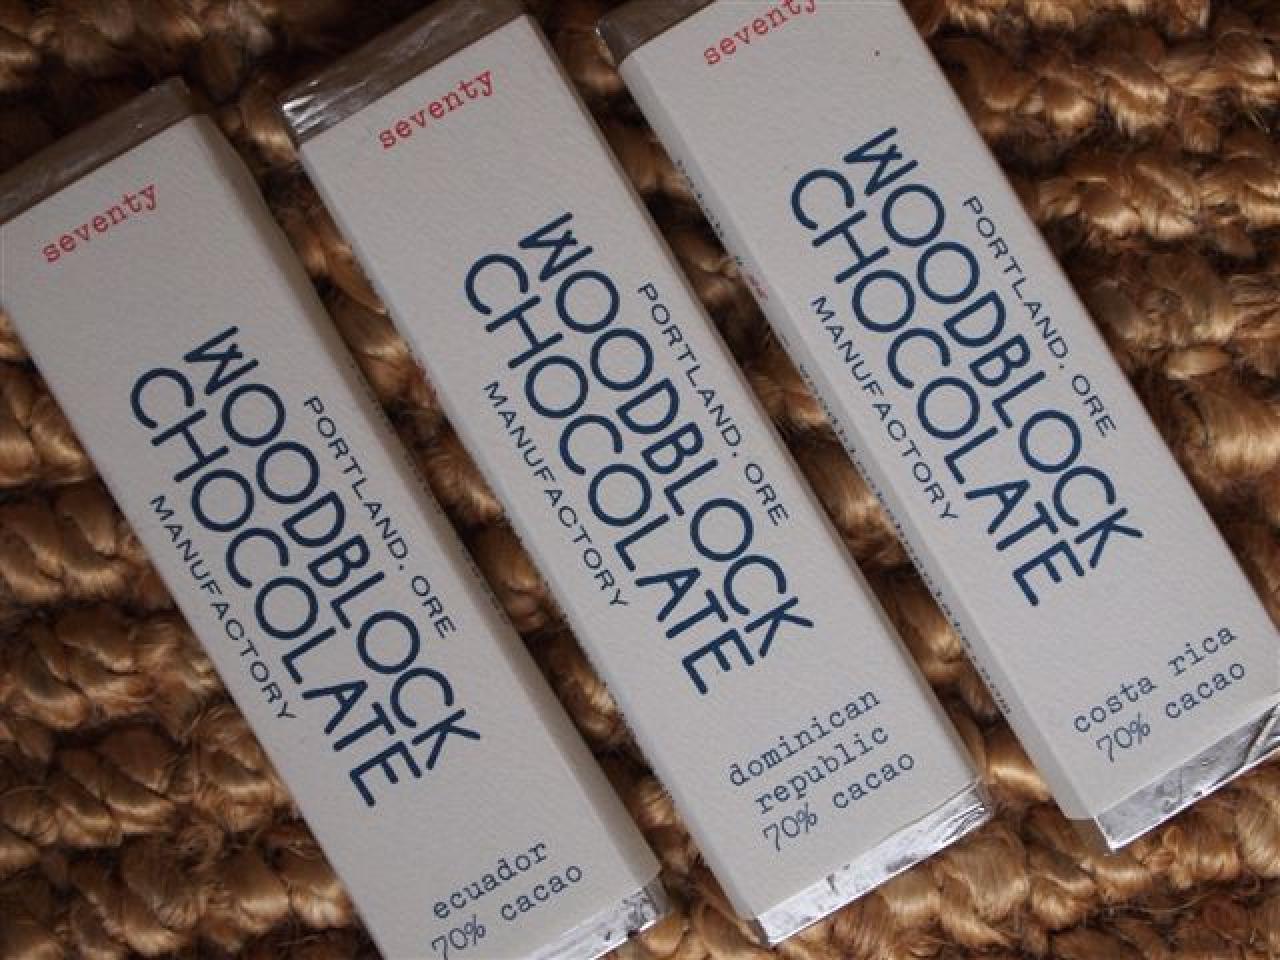 seventy
PORTLAND, ORE
WOODBLOCK
CHOCOLATE
MANUFACTORY
ecuador
70% cacao
seventy
PORTLAND, ORE
WOODBLOCK
CHOCOLATE
MANUFACTORY
dominican
republic
70% cacao
seventy
PORTLAND, ORE
WOODBLOCK
CHOCOLATE
MANUFACTORY
costa rica
70% cacao